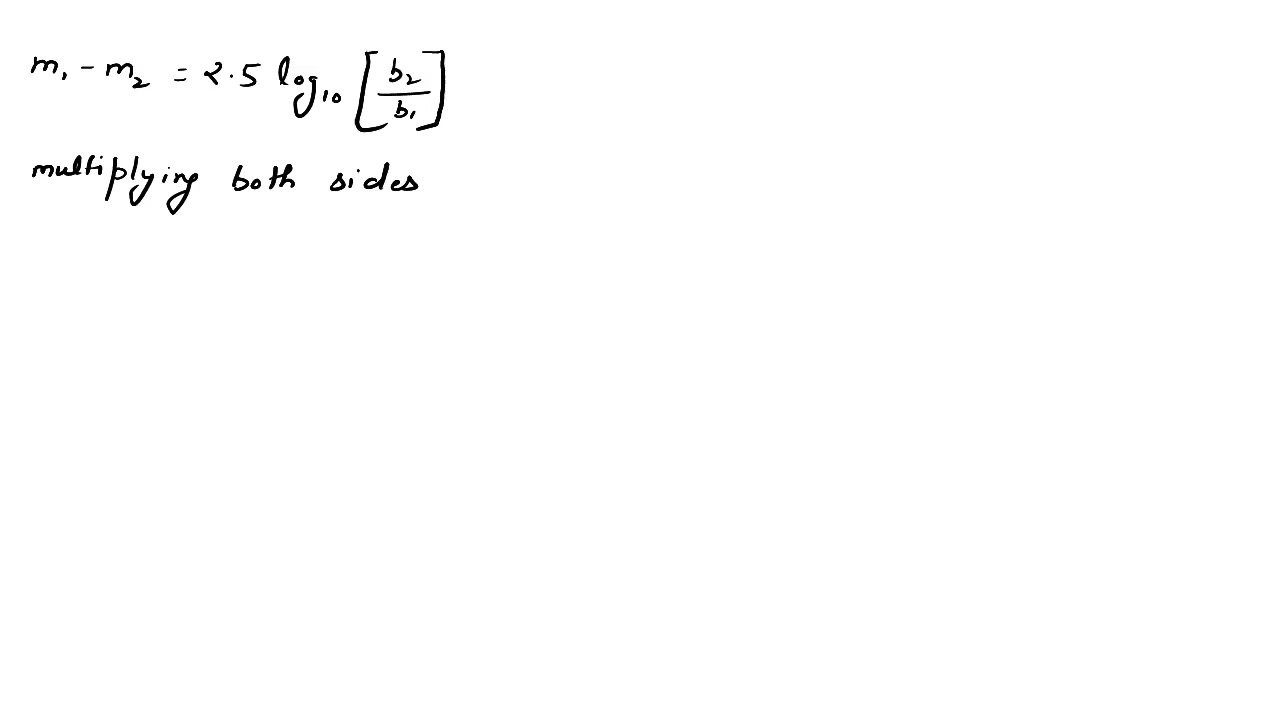 m₁ - m₂ = 2.5 log₁₀ [b₂/b₁]
multiplying both sides